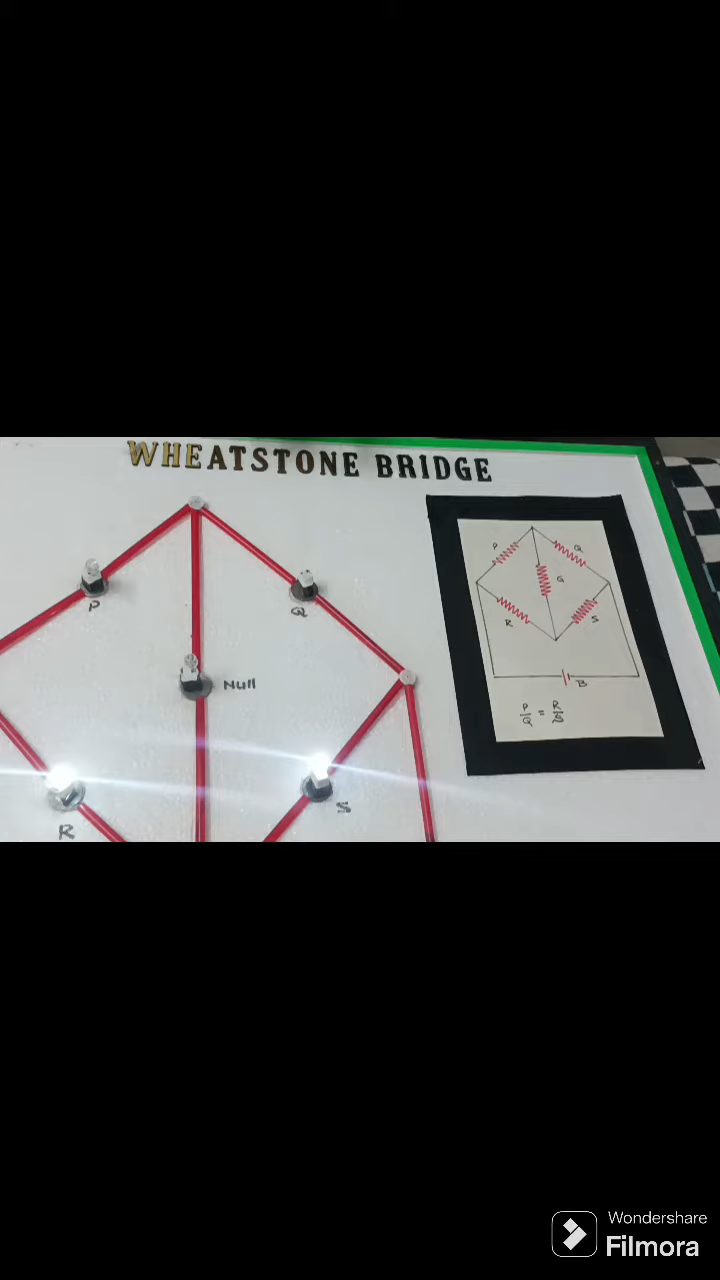 WHEATSTONE BRIDGE
P
Q
Null
R
S
P
Q
G
R
S
B
P/Q = R/Q
Wondershare
Filmora